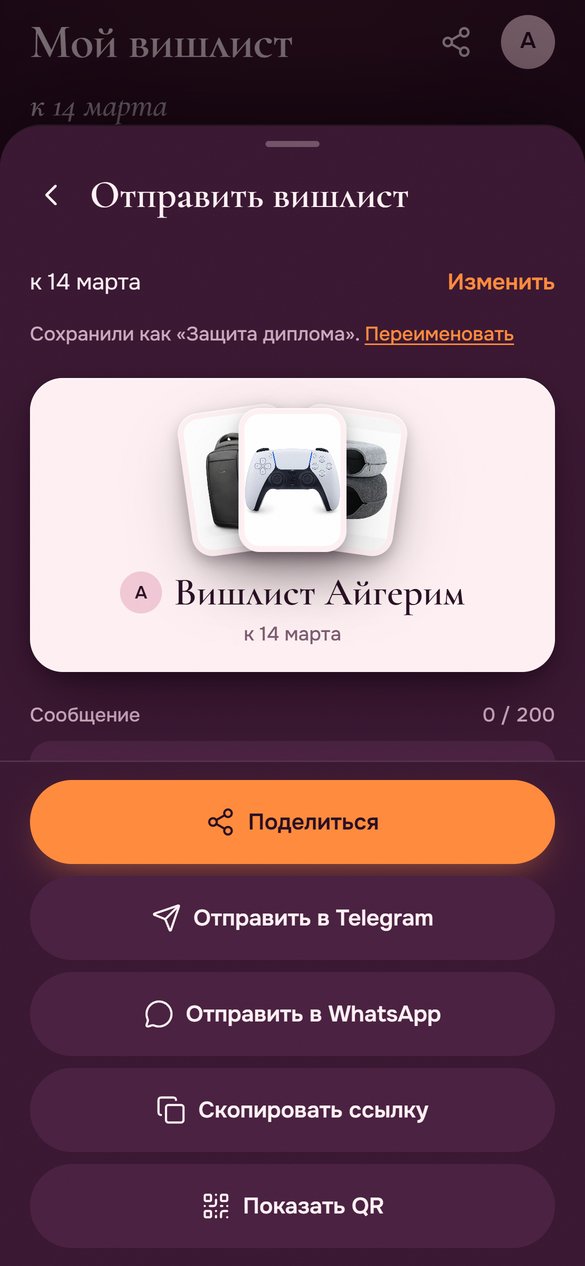 Мой вишлист
А
к 14 марта
Отправить вишлист
к 14 марта
Изменить
Сохранили как «Защита диплома». Переименовать
А
Вишлист Айгерим
к 14 марта
Сообщение
0 / 200
Поделиться
Отправить в Telegram
Отправить в WhatsApp
Скопировать ссылку
Показать QR